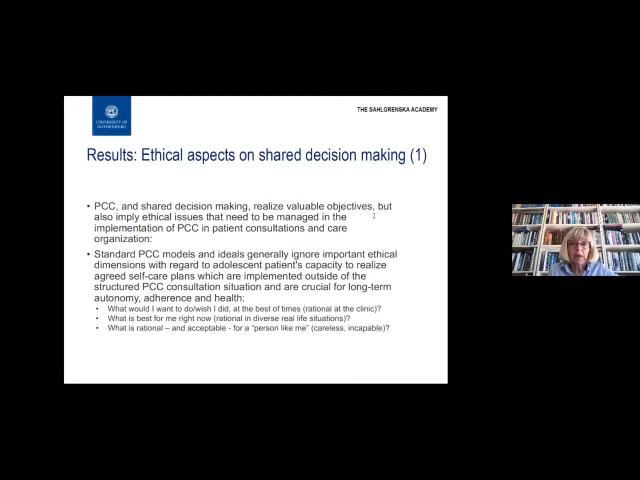 UNIVERSITY OF
GOTHENBURG
THE SAHLGRENSKA ACADEMY
Results: Ethical aspects on shared decision making (1)
• PCC, and shared decision making, realize valuable objectives, but
also imply ethical issues that need to be managed in the
implementation of PCC in patient consultations and care
organization:
• Standard PCC models and ideals generally ignore important ethical
dimensions with regard to adolescent patient's capacity to realize
agreed self-care plans which are implemented outside of the
structured PCC consultation situation and are crucial for long-term
autonomy, adherence and health:
• What would I want to do/wish I did, at the best of times (rational at the clinic)?
• What is best for me right now (rational in diverse real life situations)?
• What is rational – and acceptable - for a "person like me" (careless, incapable)?